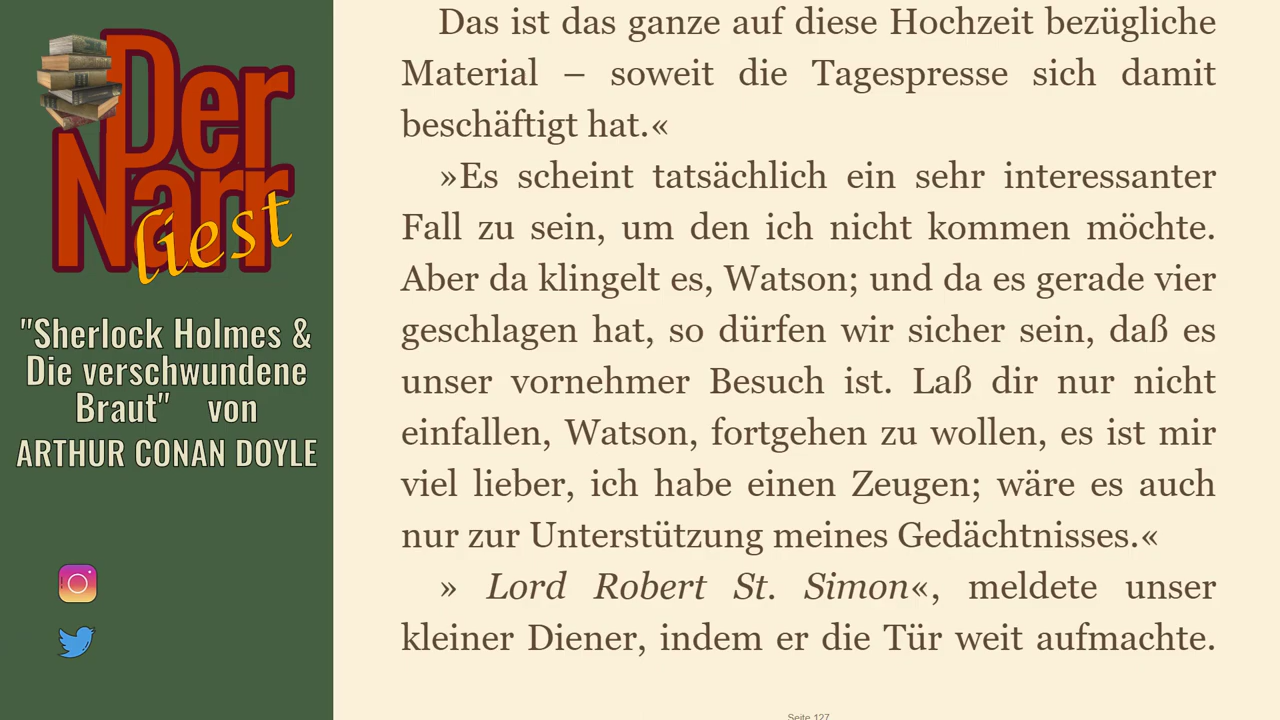 Der
Narr
liest
"Sherlock Holmes &
Die verschwundene
Braut" von
ARTHUR CONAN DOYLE
Das ist das ganze auf diese Hochzeit bezügliche
Material – soweit die Tagespresse sich damit
beschäftigt hat.«
»Es scheint tatsächlich ein sehr interessanter
Fall zu sein, um den ich nicht kommen möchte.
Aber da klingelt es, Watson; und da es gerade vier
geschlagen hat, so dürfen wir sicher sein, daß es
unser vornehmer Besuch ist. Laß dir nur nicht
einfallen, Watson, fortgehen zu wollen, es ist mir
viel lieber, ich habe einen Zeugen; wäre es auch
nur zur Unterstützung meines Gedächtnisses.«
» Lord Robert St. Simon«, meldete unser
kleiner Diener, indem er die Tür weit aufmachte.
Seite 127